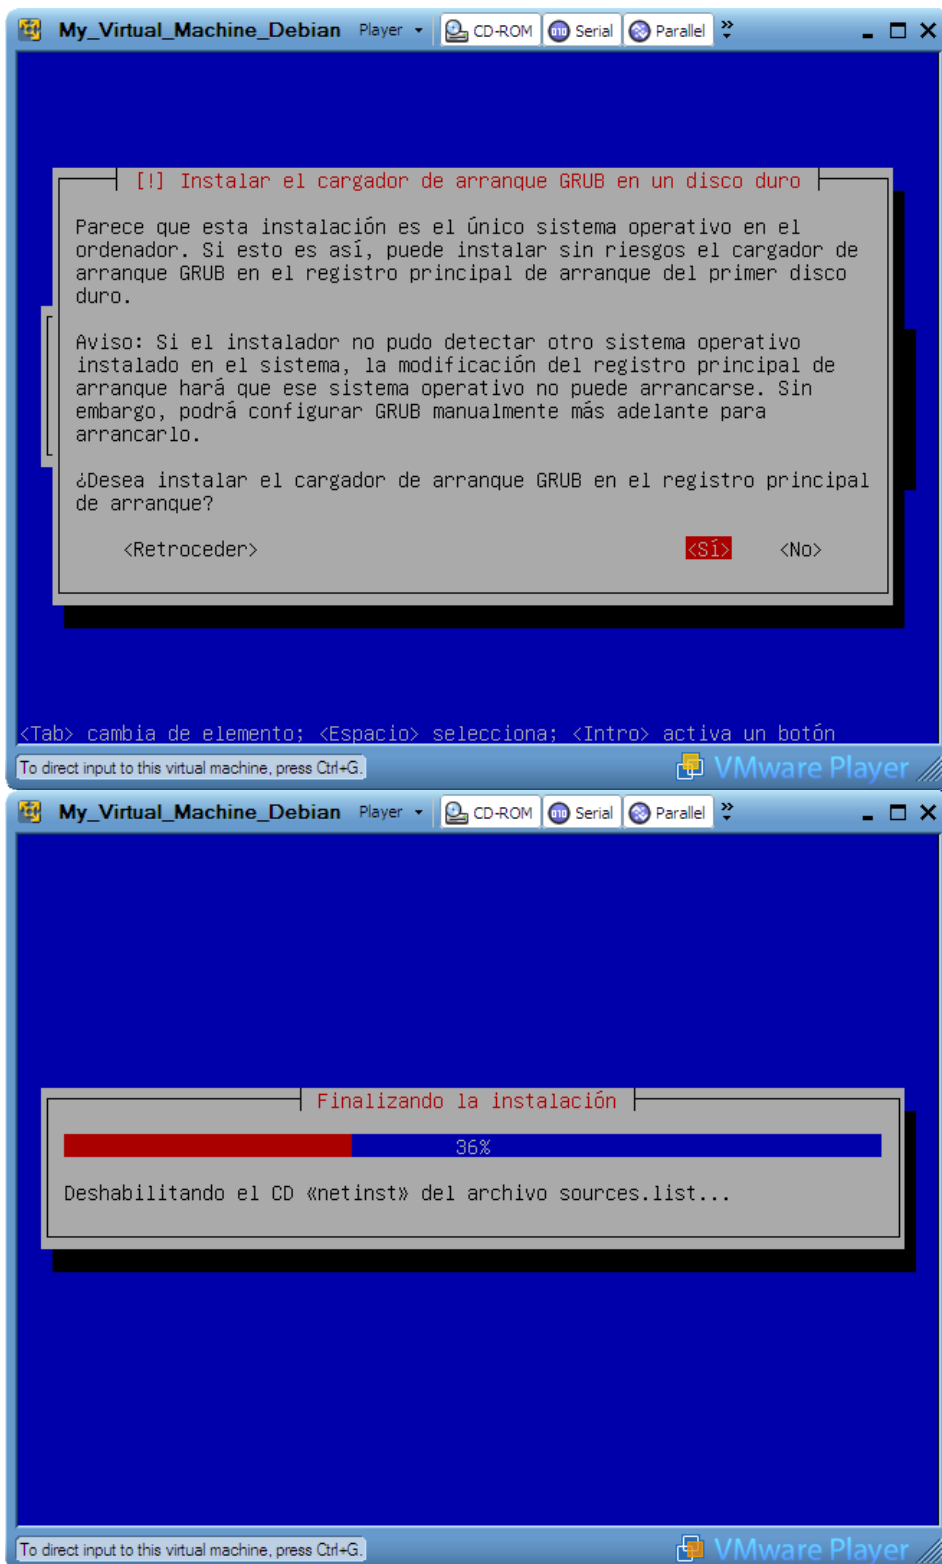 My_Virtual_Machine_Debian Player CD-ROM Serial Parallel »
[!] Instalar el cargador de arranque GRUB en un disco duro
Parece que esta instalación es el único sistema operativo en el
ordenador. Si esto es así, puede instalar sin riesgos el cargador de
arranque GRUB en el registro principal de arranque del primer disco
duro.
Aviso: Si el instalador no pudo detectar otro sistema operativo
instalado en el sistema, la modificación del registro principal de
arranque hará que ese sistema operativo no puede arrancarse. Sin
embargo, podrá configurar GRUB manualmente más adelante para
arrancarlo.
¿Desea instalar el cargador de arranque GRUB en el registro principal
de arranque?
<Retroceder> <Sí> <No>
<Tab> cambia de elemento; <Espacio> selecciona; <Intro> activa un botón
To direct input to this virtual machine, press Ctrl+G. VMware Player
My_Virtual_Machine_Debian Player CD-ROM Serial Parallel »
Finalizando la instalación
36%
Deshabilitando el CD «netinst» del archivo sources.list...
To direct input to this virtual machine, press Ctrl+G. VMware Player